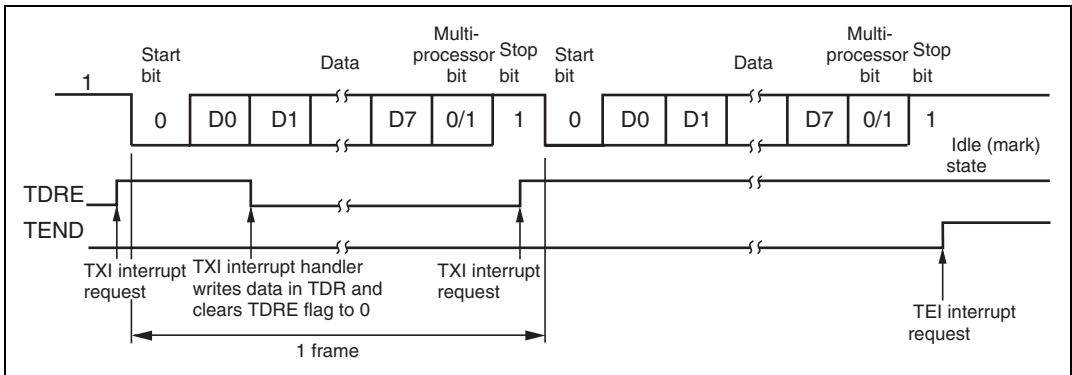 Start bit
Data
Multi-processor bit
Stop bit
Start bit
Data
Multi-processor bit
Stop bit
1
0
D0
D1
D7
0/1
1
0
D0
D1
D7
0/1
1
Idle (mark) state
TDRE
TEND
TXI interrupt request
TXI interrupt handler writes data in TDR and clears TDRE flag to 0
TXI interrupt request
TEI interrupt request
1 frame